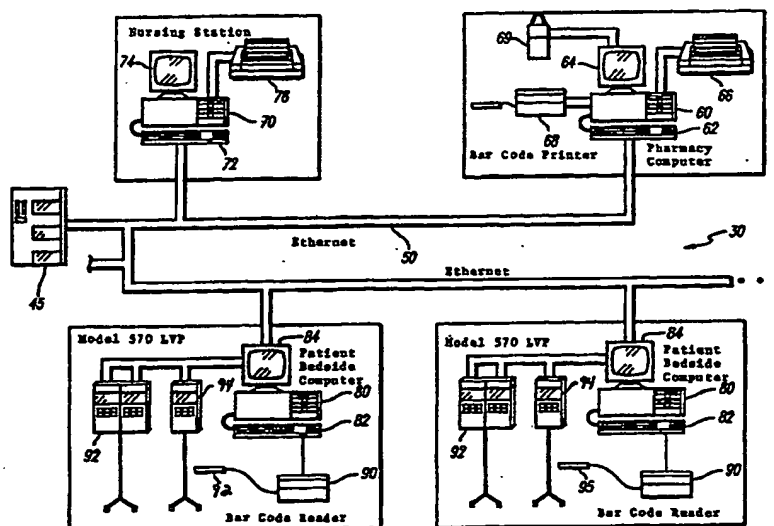 Nursing Station
74
76
70
72
69
64
66
60
62
68
Bar Code Printer
Pharmacy
Computer
45
Ethernet
50
30
Ethernet
Model 570 LVP
84
Patient
Bedside
Computer
94
80
82
92
92
90
Bar Code Reader
Model 570 LVP
84
Patient
Bedside
Computer
94
80
82
92
95
90
Bar Code Reader